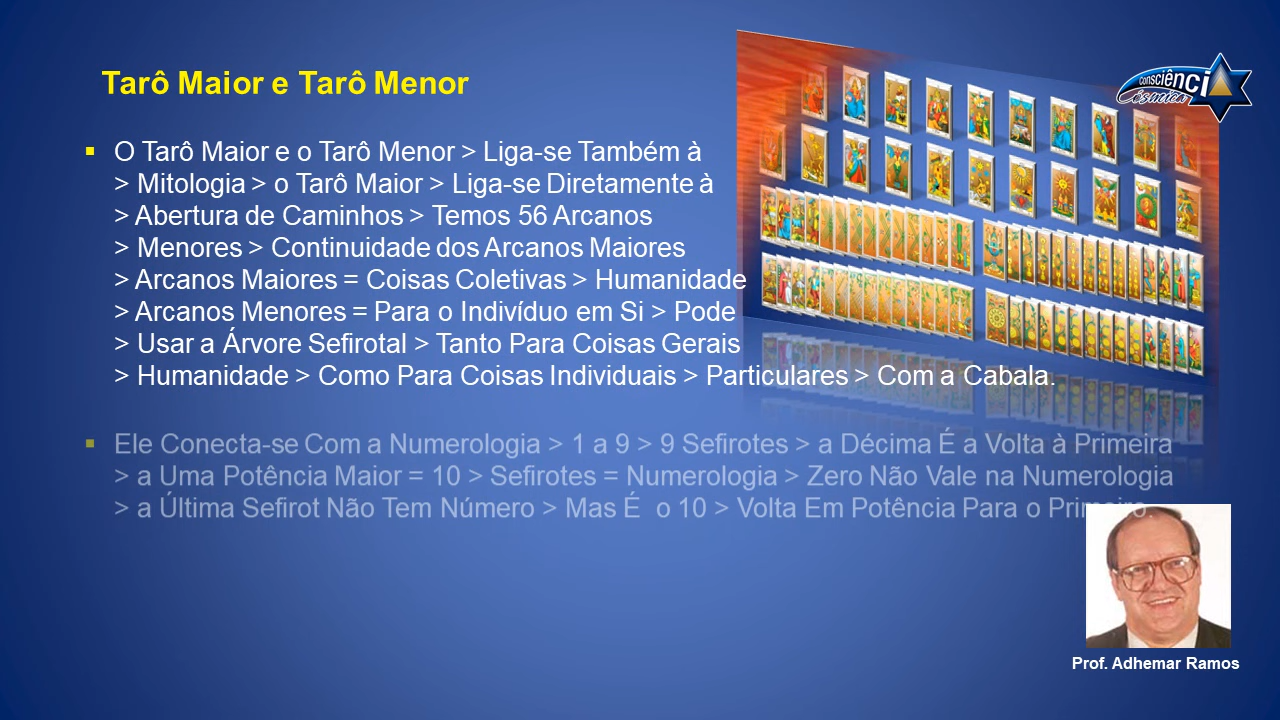 Tarô Maior e Tarô Menor
consciênci
Cósmica
▪ O Tarô Maior e o Tarô Menor > Liga-se Também à
> Mitologia > o Tarô Maior > Liga-se Diretamente à
> Abertura de Caminhos > Temos 56 Arcanos
> Menores > Continuidade dos Arcanos Maiores
> Arcanos Maiores = Coisas Coletivas > Humanidade
> Arcanos Menores = Para o Indivíduo em Si > Pode
> Usar a Árvore Sefirotal > Tanto Para Coisas Gerais
> Humanidade > Como Para Coisas Individuais > Particulares > Com a Cabala.
▪ Ele Conecta-se Com a Numerologia > 1 a 9 > 9 Sefirotes > a Décima É a Volta à Primeira
> a Uma Potência Maior = 10 > Sefirotes = Numerologia > Zero Não Vale na Numerologia
> a Última Sefirot Não Tem Número > Mas É o 10 > Volta Em Potência Para o Primeiro.
Prof. Adhemar Ramos